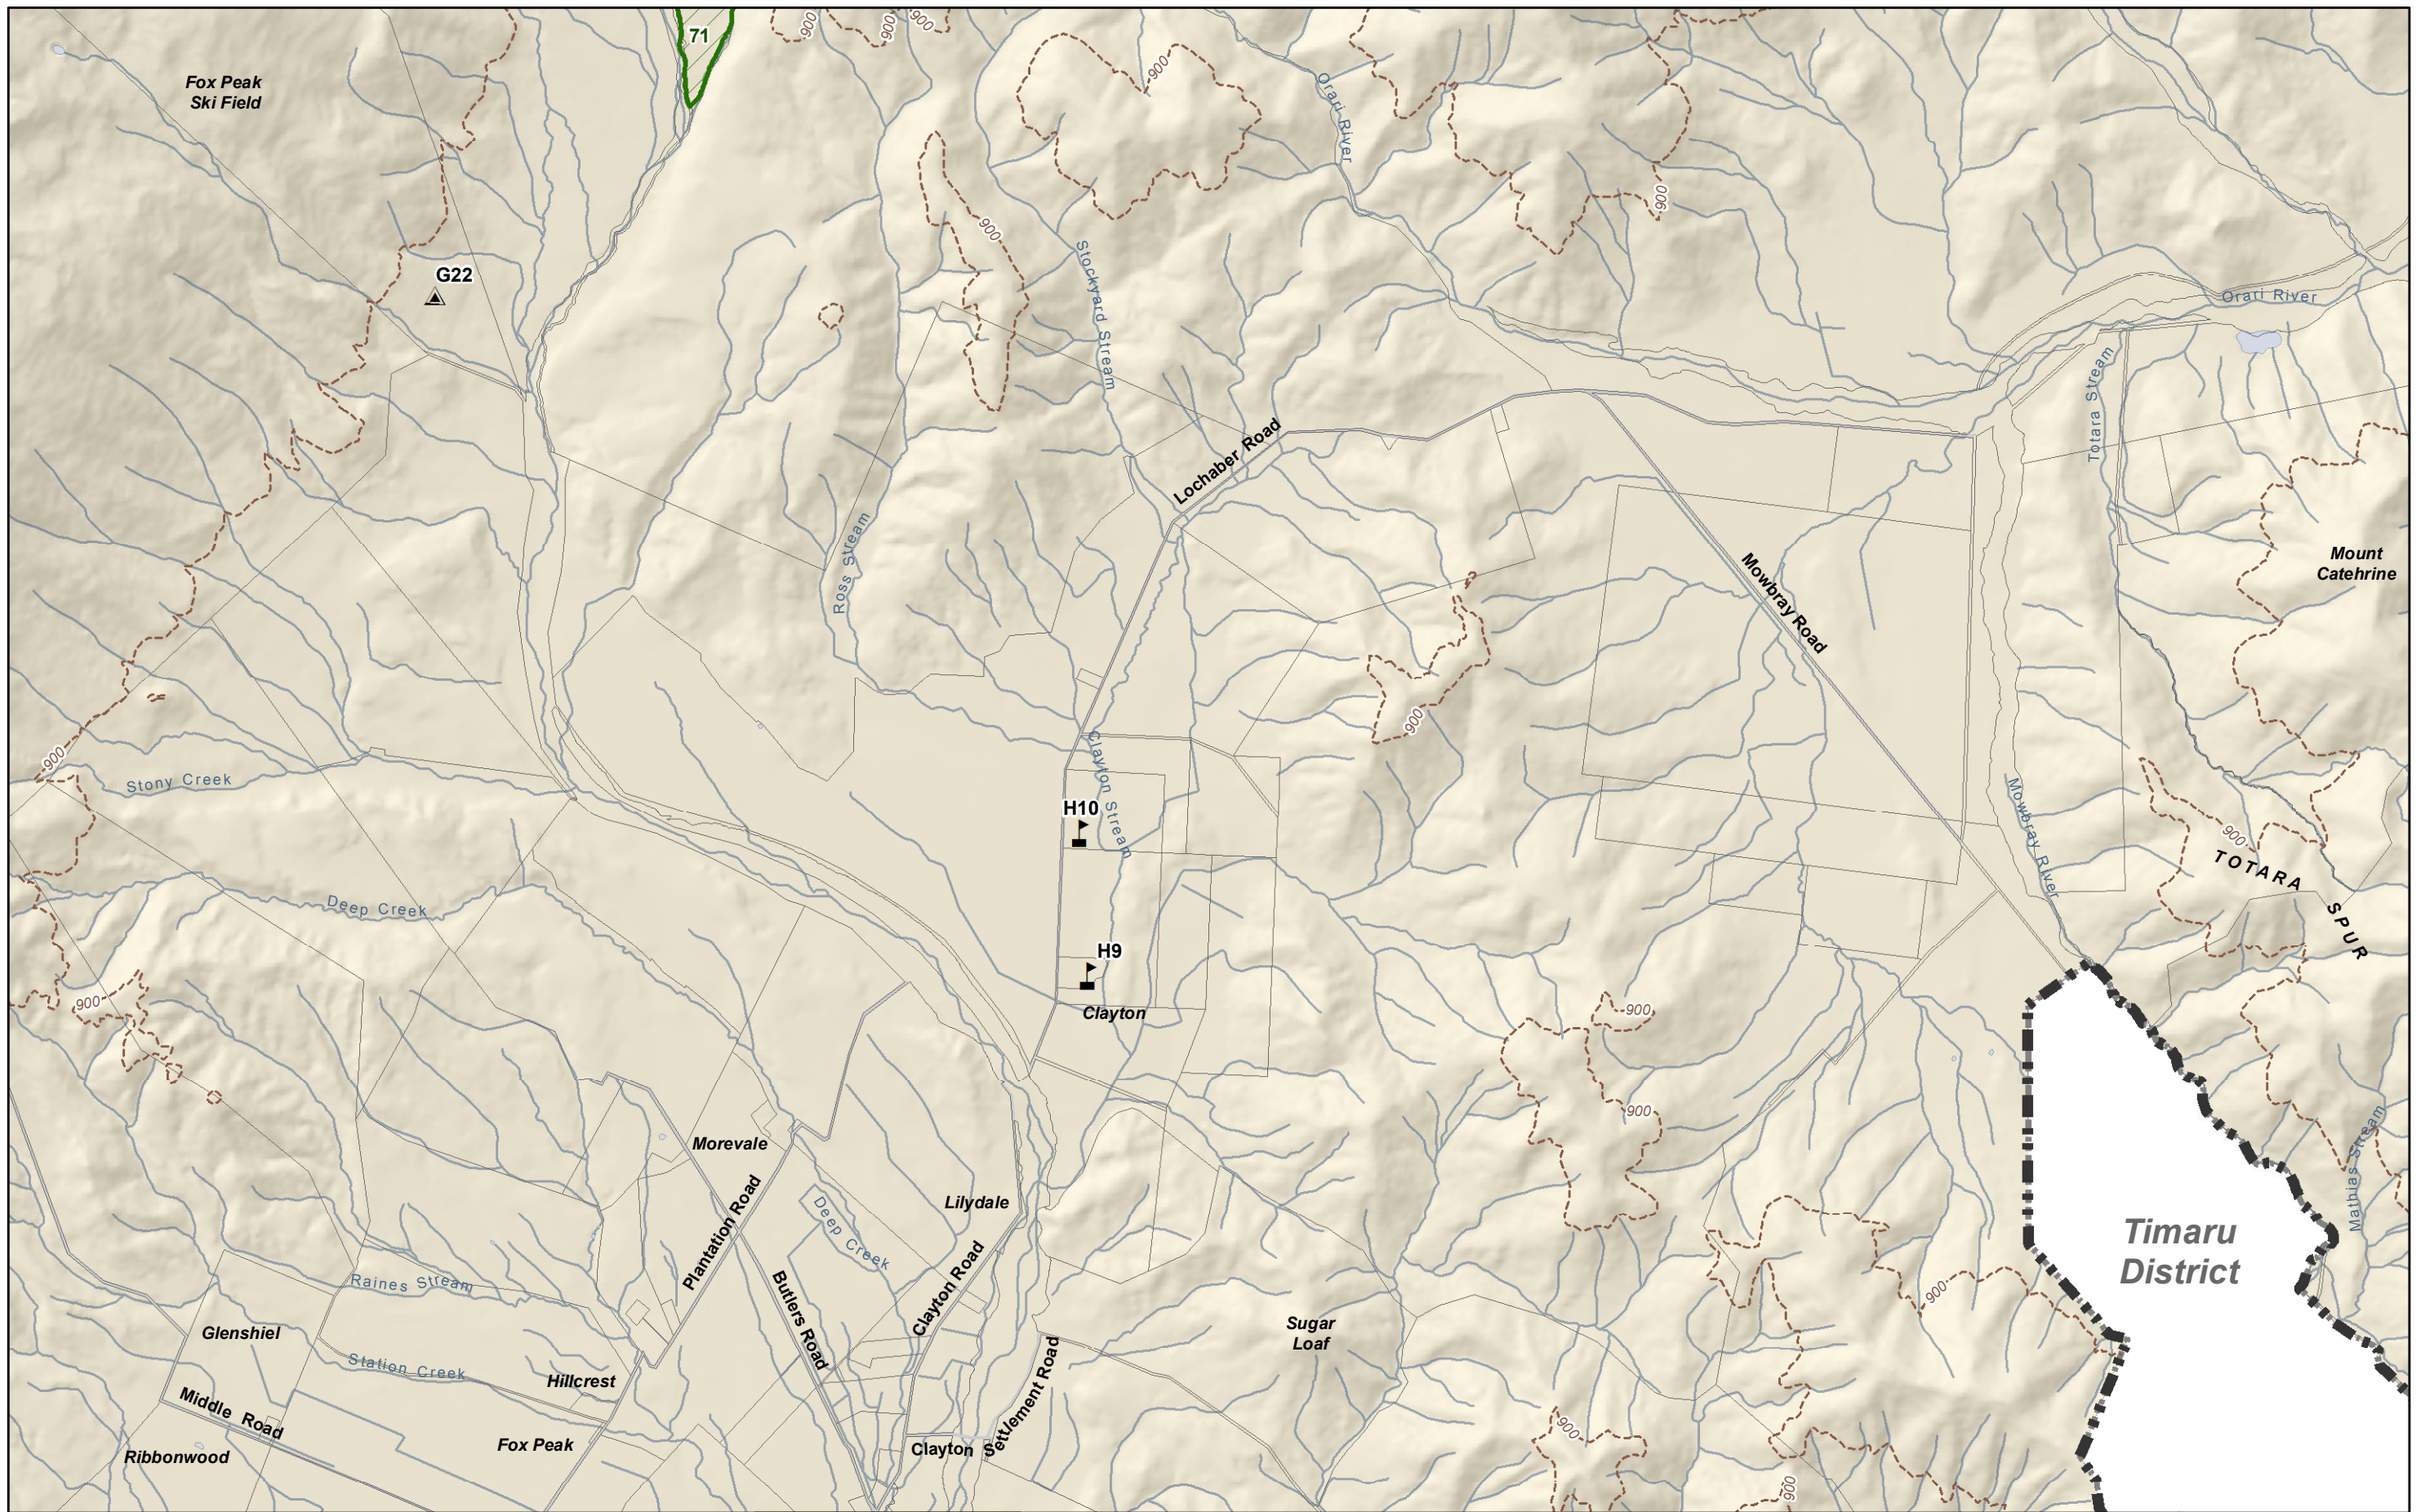 71
900
900
900
Fox Peak
Ski Field
900
Orari River
900
900
G22
Stockyard Stream
Orari River
Totara Stream
Lochaber Road
Ross Stream
Mowbray Road
Mount
Catehrine
900
900
Stony Creek
Clayton Stream
H10
Mowbray River
900
TOTARA
SPUR
Deep Creek
H9
900
Clayton
900
900
Morevale
Mathias Stream
Plantation Road
Lilydale
Deep Creek
Timaru
District
Clayton Road
Raines Stream
Butlers Road
900
Glenshiel
Sugar
Loaf
Station Creek
Hillcrest
Middle Road
Clayton Settlement Road
Fox Peak
Ribbonwood
900
900